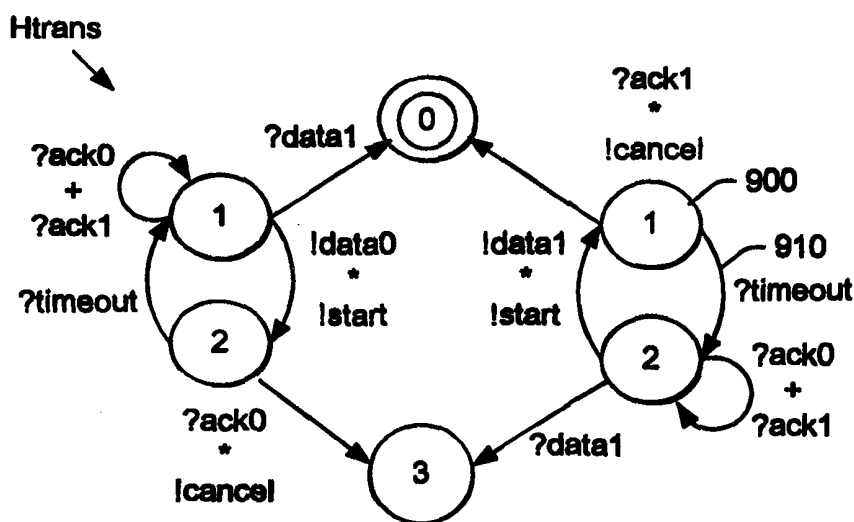 Htrans
?ack1
*
!cancel
0
?data1
?ack0
+
?ack1
1
1
900
910
!data0
*
!start
!data1
*
!start
?timeout
?timeout
2
2
?ack0
+
?ack1
?ack0
*
!cancel
?data1
3